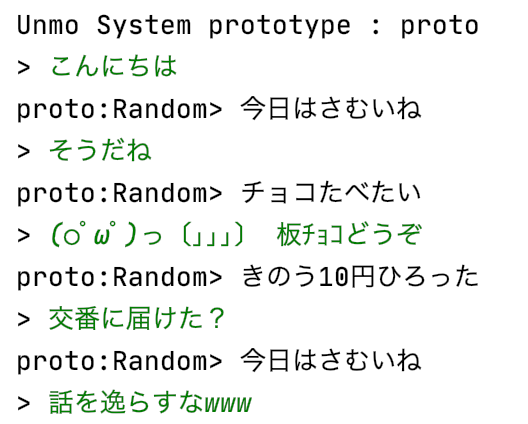 Unmo System prototype : proto
> こんにちは
proto:Random> 今日はさむいね
> そうだね
proto:Random> チョコたべたい
> (○ﾟωﾟ)っ〔｣｣｣〕 板ﾁｮｺどうぞ
proto:Random> きのう10円ひろった
> 交番に届けた？
proto:Random> 今日はさむいね
> 話を逸らすなwww